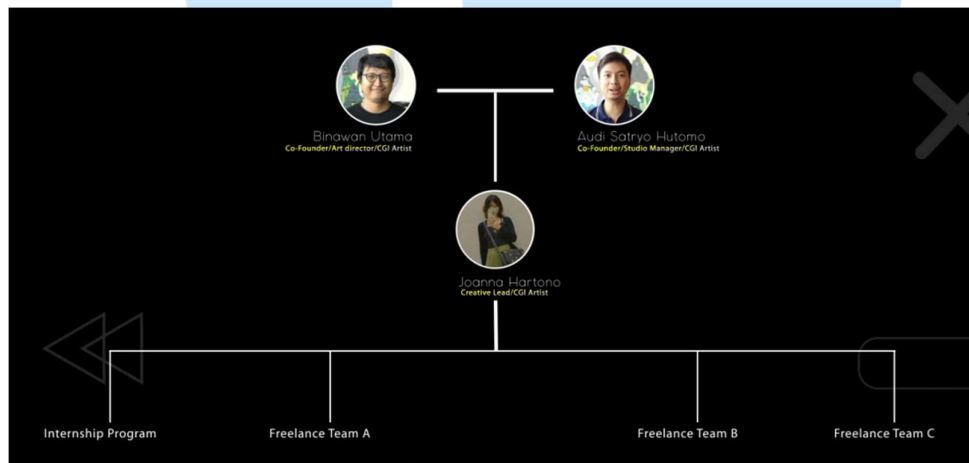 Binawan Utama
Co-Founder/Art director/CGI Artist
Audi Satryo Hutomo
Co-Founder/Studio Manager/CGI Artist
Joanna Hartono
Creative Lead/CGI Artist
Internship Program
Freelance Team A
Freelance Team B
Freelance Team C